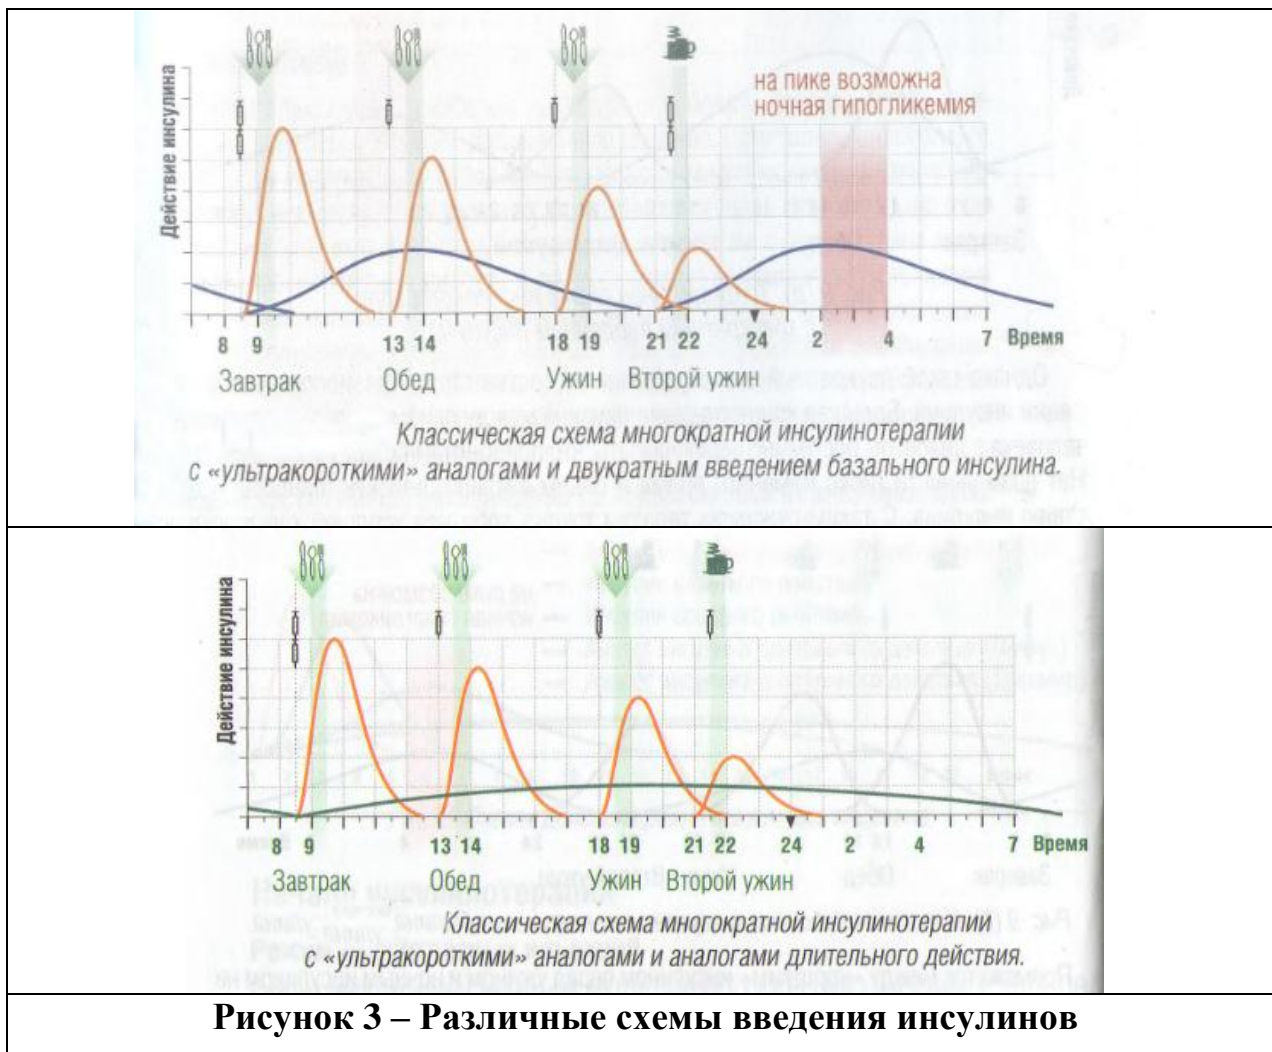 на пике возможна
ночная гипогликемия
Действие инсулина
8 9 13 14 18 19 21 22 24 2 4 7 Время
Завтрак Обед Ужин Второй ужин
Классическая схема многократной инсулинотерапии
с «ультракороткими» аналогами и двукратным введением базального инсулина.
Действие инсулина
8 9 13 14 18 19 21 22 24 2 4 7 Время
Завтрак Обед Ужин Второй ужин
Классическая схема многократной инсулинотерапии
с «ультракороткими» аналогами и аналогами длительного действия.
Рисунок 3 – Различные схемы введения инсулинов